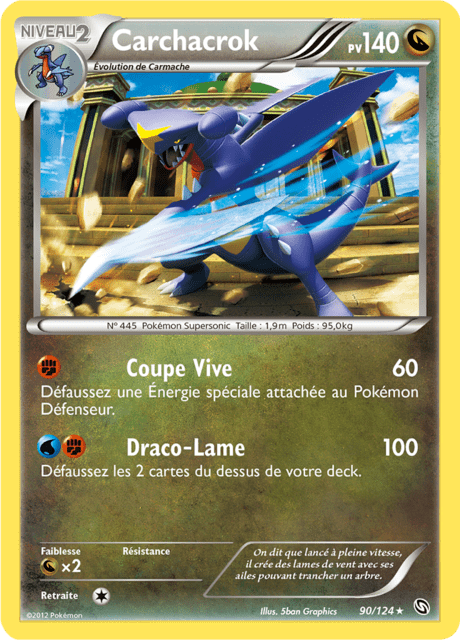 NIVEAU2
Carchacrok
PV140
Évolution de Carmache
Nº 445 Pokémon Supersonic Taille : 1,9m Poids : 95,0kg
Coupe Vive 60
Défaussez une Énergie spéciale attachée au Pokémon
Défenseur.
Draco-Lame 100
Défaussez les 2 cartes du dessus de votre deck.
Faiblesse Résistance
×2
Retraite
On dit que lancé à pleine vitesse,
il crée des lames de vent avec ses
ailes pouvant trancher un arbre.
©2012 Pokémon
Illus. 5ban Graphics
90/124 ★